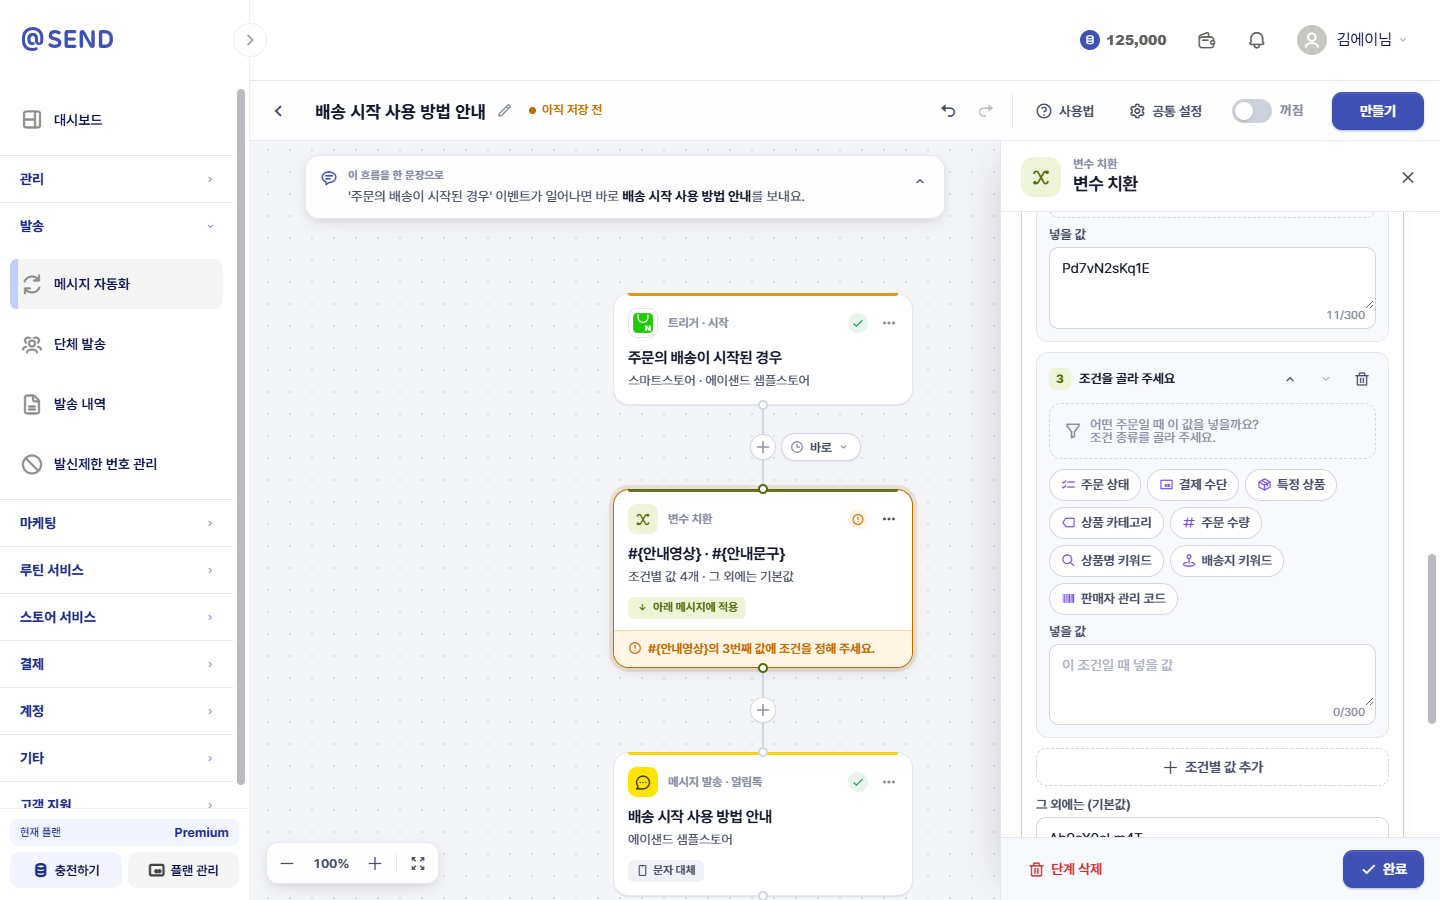 @SEND
125,000
김에이님
대시보드
관리
발송
메시지 자동화
단체 발송
발송 내역
발신제한 번호 관리
마케팅
루틴 서비스
스토어 서비스
결제
계정
기타
고객 지원
현재 플랜
Premium
충전하기
플랜 관리
배송 시작 사용 방법 안내
아직 저장 전
사용법
공통 설정
꺼짐
만들기
이 흐름을 한 문장으로
'주문의 배송이 시작된 경우' 이벤트가 일어나면 바로 배송 시작 사용 방법 안내를 보내요.
트리거 · 시작
주문의 배송이 시작된 경우
스마트스토어 · 에이샌드 샘플스토어
바로
변수 치환
#{안내영상} · #{안내문구}
조건별 값 4개 · 그 외에는 기본값
아래 메시지에 적용
#{안내영상}의 3번째 값에 조건을 정해 주세요.
메시지 발송 · 알림톡
배송 시작 사용 방법 안내
에이샌드 샘플스토어
문자 대체
100%
변수 치환
변수 치환
넣을 값
Pd7vN2sKq1E
11/300
3
조건을 골라 주세요
어떤 주문일 때 이 값을 넣을까요?
조건 종류를 골라 주세요.
주문 상태
결제 수단
특정 상품
상품 카테고리
주문 수량
상품명 키워드
배송지 키워드
판매자 관리 코드
넣을 값
이 조건일 때 넣을 값
0/300
조건별 값 추가
그 외에는 (기본값)
단계 삭제
완료